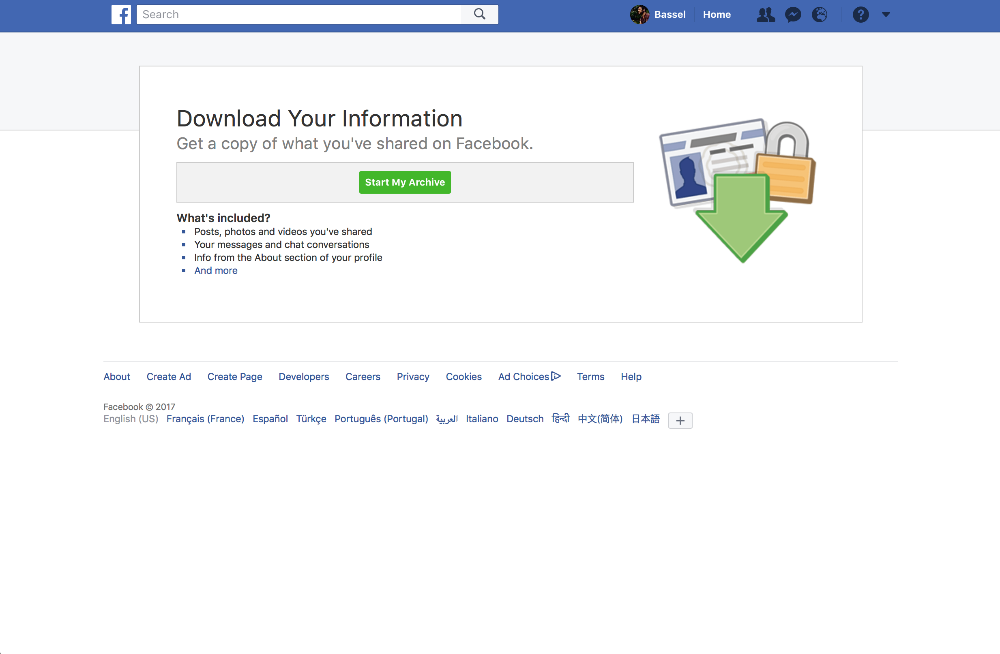 Search
Bassel Home
Download Your Information
Get a copy of what you've shared on Facebook.
Start My Archive
What's included?
Posts, photos and videos you've shared
Your messages and chat conversations
Info from the About section of your profile
And more
About Create Ad Create Page Developers Careers Privacy Cookies Ad Choices Terms Help
Facebook © 2017
English (US) Français (France) Español Türkçe Português (Portugal) العربية Italiano Deutsch हिन्दी 中文(简体) 日本語